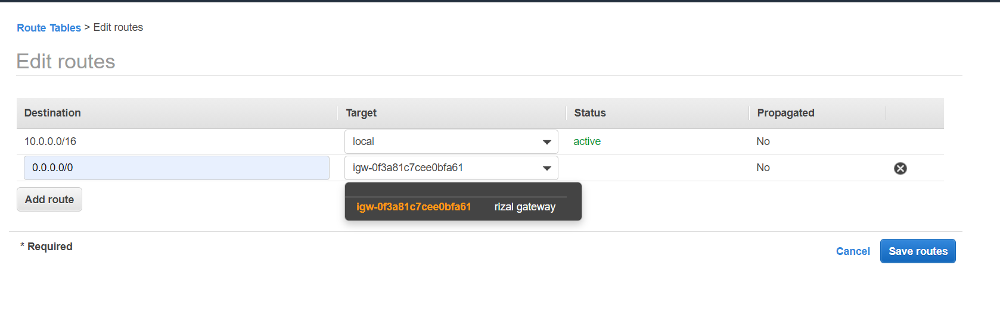 Route Tables > Edit routes
Edit routes
Destination Target Status Propagated
10.0.0.0/16 local active No
0.0.0.0/0 igw-0f3a81c7cee0bfa61 No
Add route
igw-0f3a81c7cee0bfa61 rizal gateway
* Required
Cancel Save routes